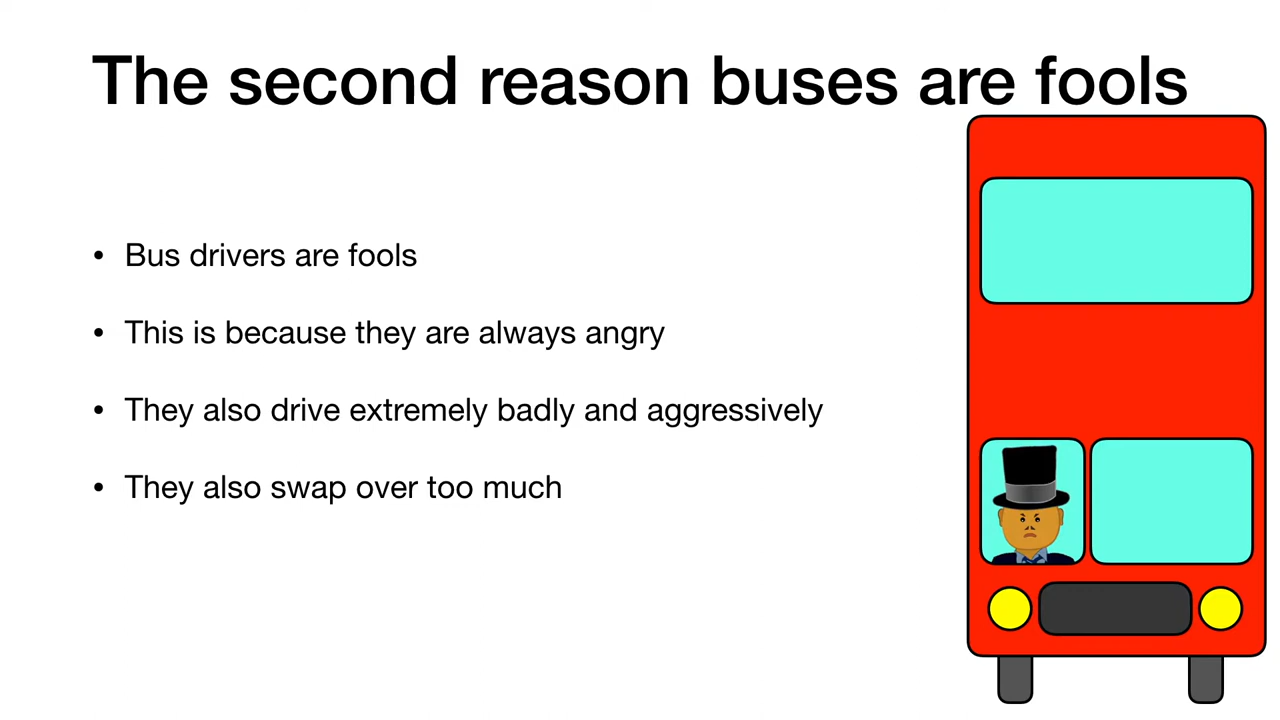 The second reason buses are fools
• Bus drivers are fools
• This is because they are always angry
• They also drive extremely badly and aggressively
• They also swap over too much